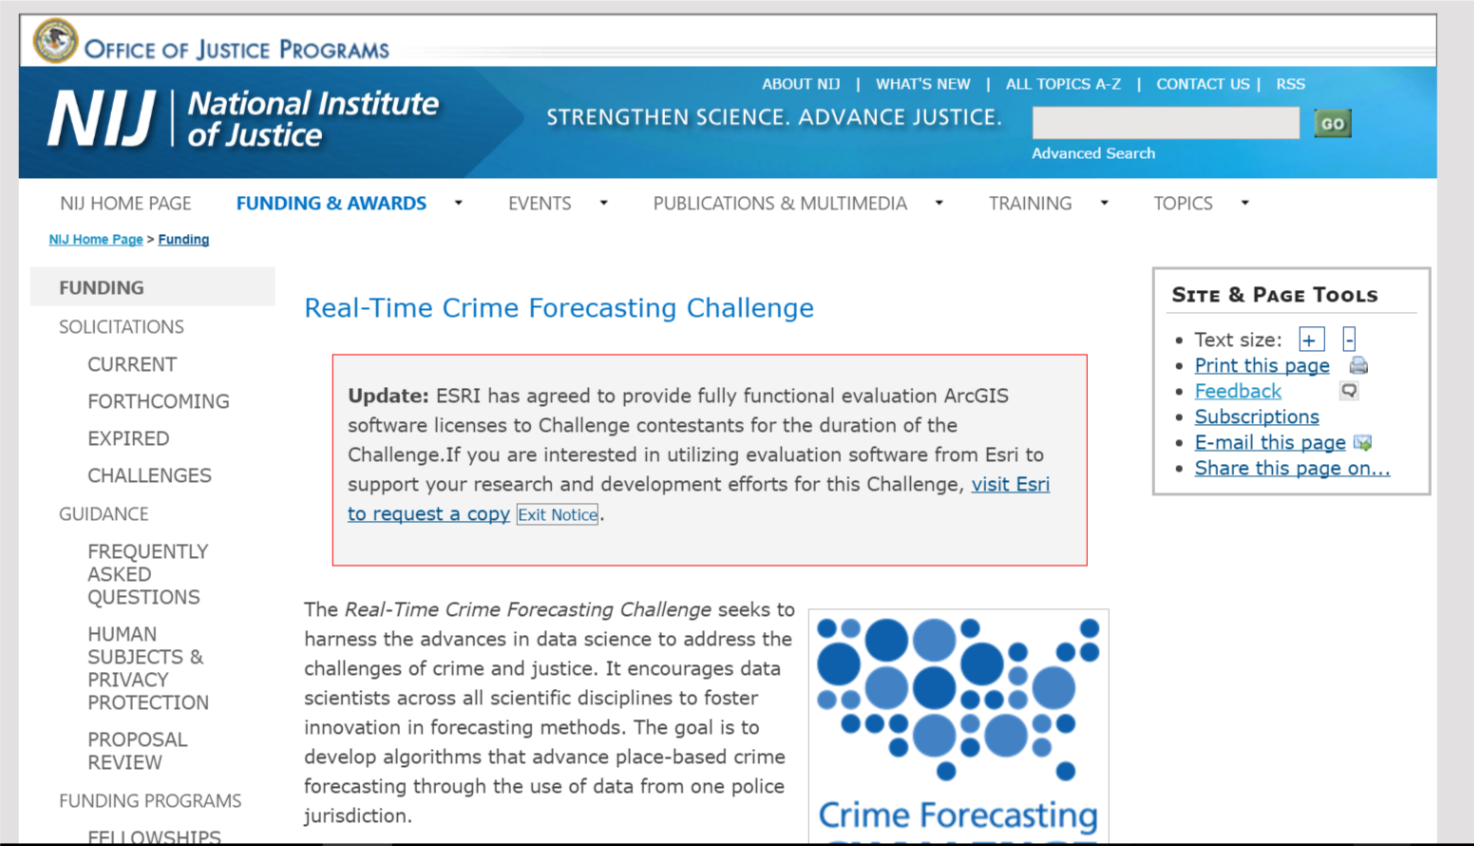 OFFICE OF JUSTICE PROGRAMS
ABOUT NIJ | WHAT'S NEW | ALL TOPICS A-Z | CONTACT US | RSS
NIJ National Institute
of Justice
STRENGTHEN SCIENCE. ADVANCE JUSTICE.
GO
Advanced Search
NIJ HOME PAGE FUNDING & AWARDS EVENTS PUBLICATIONS & MULTIMEDIA TRAINING TOPICS
NIJ Home Page > Funding
FUNDING
SOLICITATIONS
CURRENT
FORTHCOMING
EXPIRED
CHALLENGES
GUIDANCE
FREQUENTLY
ASKED
QUESTIONS
HUMAN
SUBJECTS &
PRIVACY
PROTECTION
PROPOSAL
REVIEW
FUNDING PROGRAMS
FELLOWSHIPS
Real-Time Crime Forecasting Challenge
Update: ESRI has agreed to provide fully functional evaluation ArcGIS
software licenses to Challenge contestants for the duration of the
Challenge.If you are interested in utilizing evaluation software from Esri to
support your research and development efforts for this Challenge, visit Esri
to request a copy Exit Notice.
The Real-Time Crime Forecasting Challenge seeks to
harness the advances in data science to address the
challenges of crime and justice. It encourages data
scientists across all scientific disciplines to foster
innovation in forecasting methods. The goal is to
develop algorithms that advance place-based crime
forecasting through the use of data from one police
jurisdiction.
Crime Forecasting
SITE & PAGE TOOLS
Text size: + -
Print this page
Feedback
Subscriptions
E-mail this page
Share this page on...